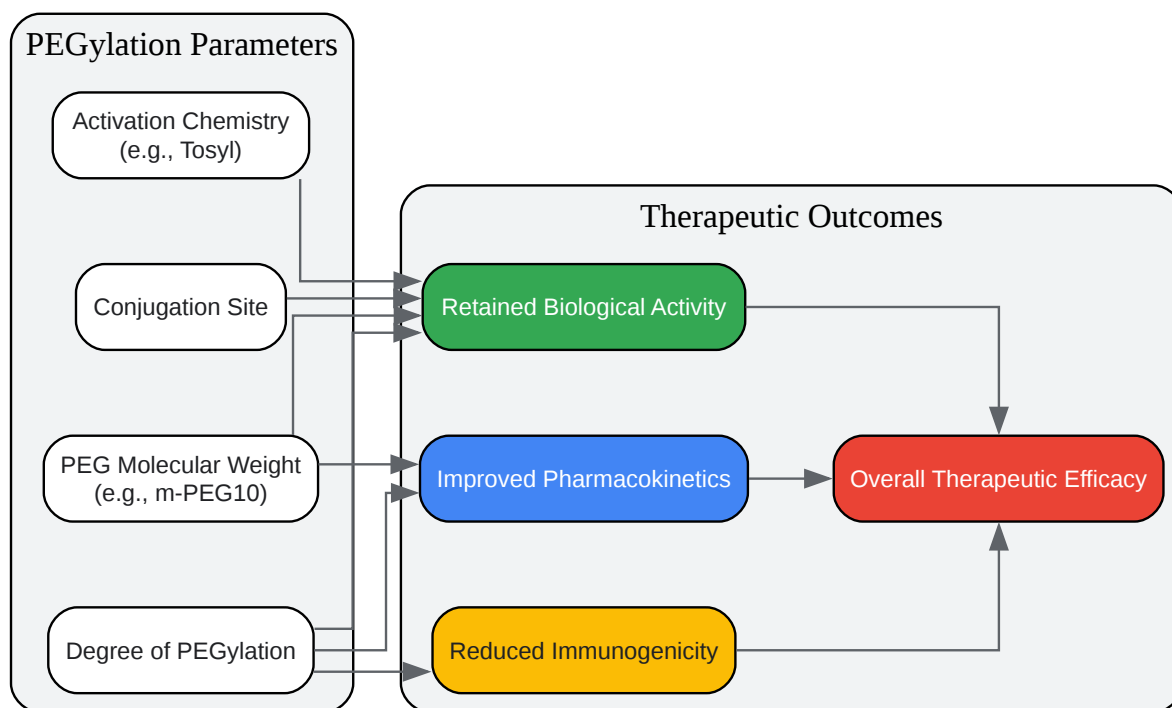 PEGylation Parameters
Activation Chemistry
(e.g., Tosyl)
Conjugation Site
PEG Molecular Weight
(e.g., m-PEG10)
Degree of PEGylation
Therapeutic Outcomes
Retained Biological Activity
Improved Pharmacokinetics
Overall Therapeutic Efficacy
Reduced Immunogenicity